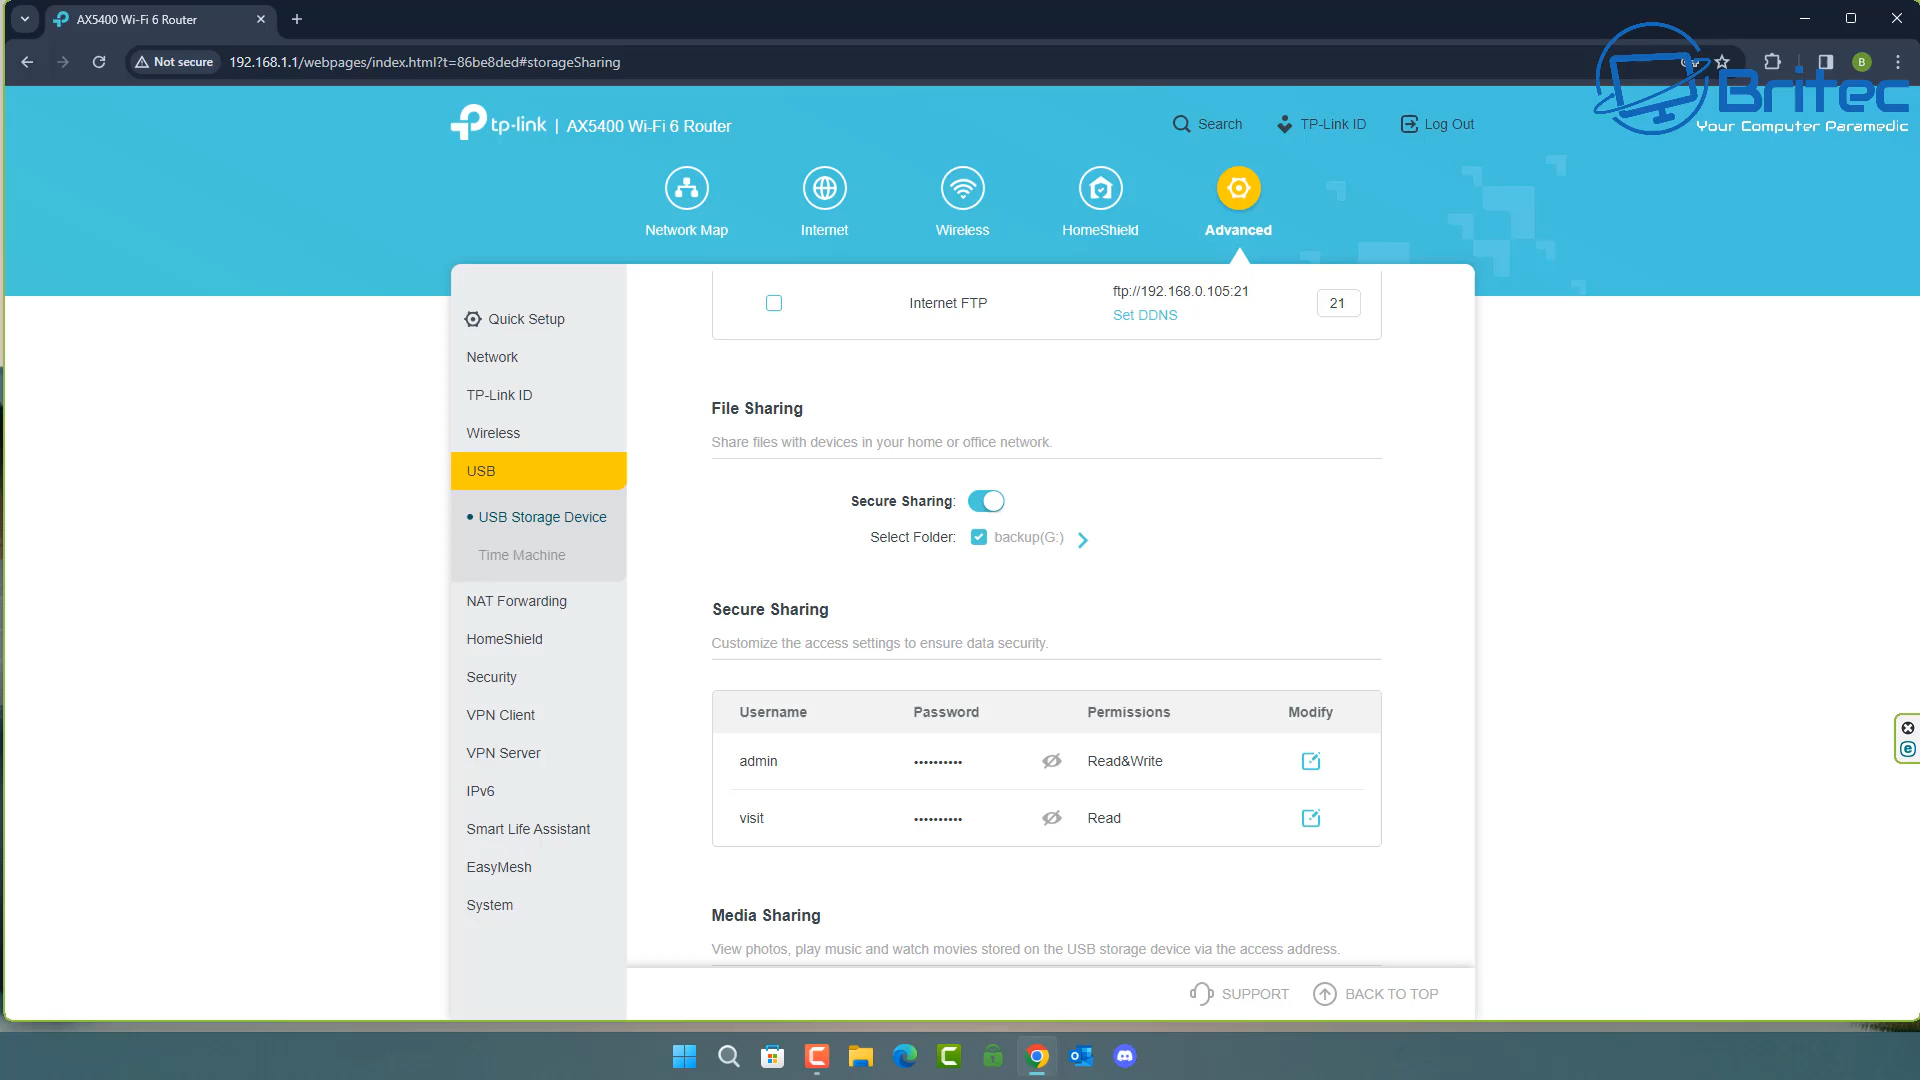 AX5400 Wi-Fi 6 Router
Not secure
192.168.1.1/webpages/index.html?t=86be8ded#storageSharing
B
Britec
Your Computer Paramedic
tp-link | AX5400 Wi-Fi 6 Router
Search
TP-Link ID
Log Out
Network Map
Internet
Wireless
HomeShield
Advanced
Quick Setup
Network
TP-Link ID
Wireless
USB
USB Storage Device
Time Machine
NAT Forwarding
HomeShield
Security
VPN Client
VPN Server
IPv6
Smart Life Assistant
EasyMesh
System
Internet FTP
ftp://192.168.0.105:21
Set DDNS
21
File Sharing
Share files with devices in your home or office network.
Secure Sharing:
Select Folder: backup(G:)
Secure Sharing
Customize the access settings to ensure data security.
Username Password Permissions Modify
admin •••••••••• Read&Write
visit •••••••••• Read
Media Sharing
View photos, play music and watch movies stored on the USB storage device via the access address.
SUPPORT
BACK TO TOP